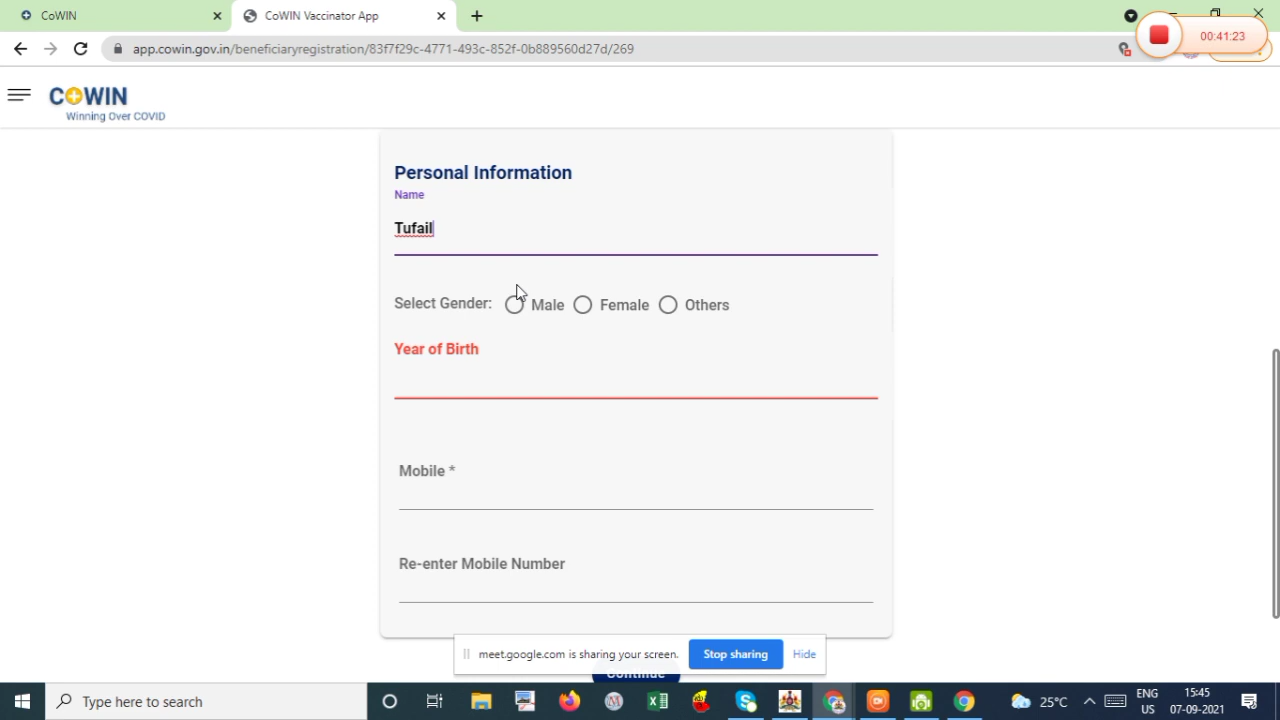 CoWIN
CoWIN Vaccinator App
app.cowin.gov.in/beneficiaryregistration/83f7f29c-4771-493c-852f-0b889560d27d/269
00:41:23
COWIN
Winning Over COVID
Personal Information
Name
Tufail
Select Gender: Male Female Others
Year of Birth
Mobile *
Re-enter Mobile Number
meet.google.com is sharing your screen. Stop sharing Hide
Continue
Type here to search
25°C
ENG
US
15:45
07-09-2021